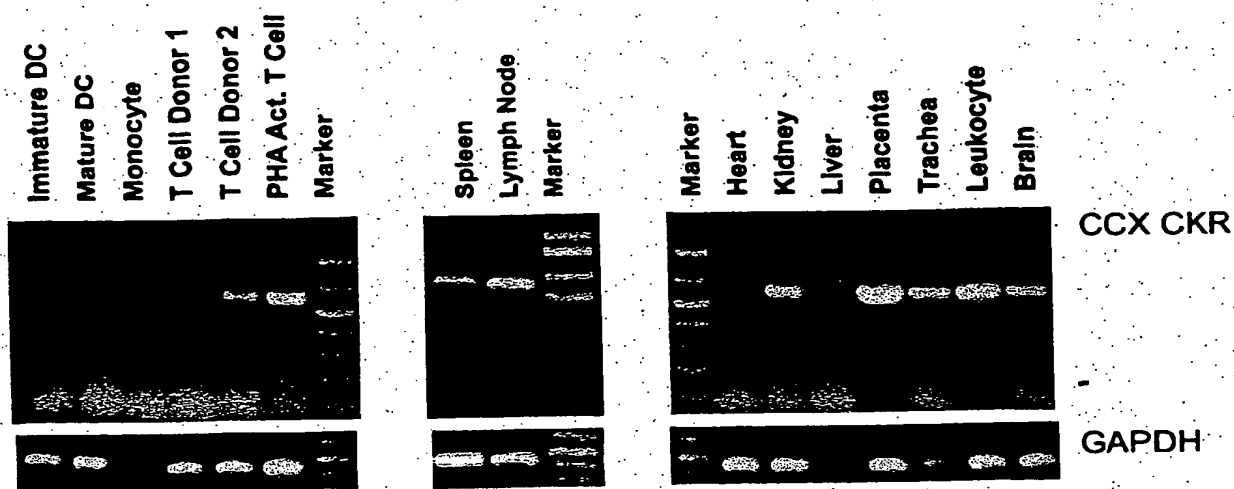 Immature DC
Mature DC
Monocyte
T Cell Donor 1
T Cell Donor 2
PHA Act. T Cell
Marker
Spleen
Lymph Node
Marker
Marker
Heart
Kidney
Liver
Placenta
Trachea
Leukocyte
Brain
CCX CKR
GAPDH